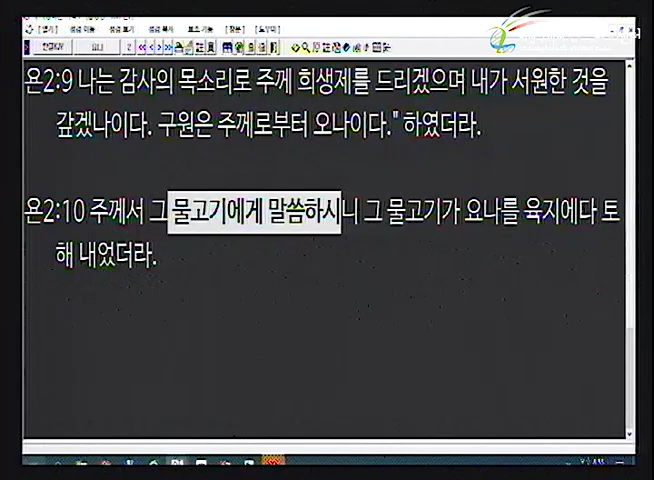 욘2:9 나는 감사의 목소리로 주께 희생제를 드리겠으며 내가 서원한 것을
갚겠나이다. 구원은 주께로부터 오나이다." 하였더라.
욘2:10 주께서 그 물고기에게 말씀하시니 그 물고기가 요나를 육지에다 토
해 내었더라.